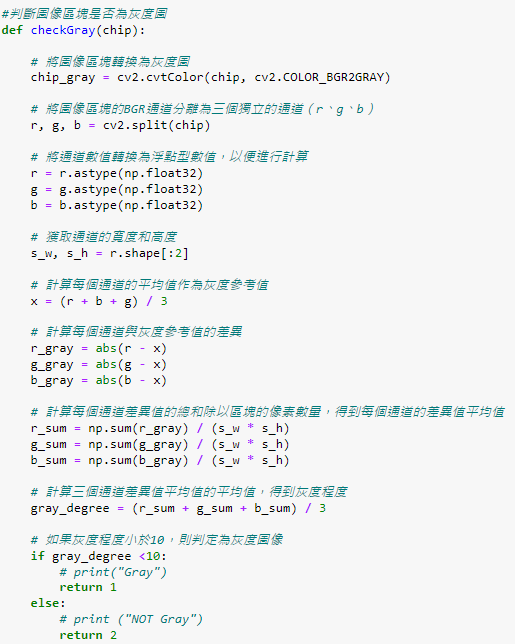 #判斷圖像區塊是否為灰度圖
def checkGray(chip):
# 將圖像區塊轉換為灰度圖
chip_gray = cv2.cvtColor(chip, cv2.COLOR_BGR2GRAY)
# 將圖像區塊的BGR通道分離為三個獨立的通道（r、g、b）
r, g, b = cv2.split(chip)
# 將通道數值轉換為浮點型數值，以便進行計算
r = r.astype(np.float32)
g = g.astype(np.float32)
b = b.astype(np.float32)
# 獲取通道的寬度和高度
s_w, s_h = r.shape[:2]
# 計算每個通道的平均值作為灰度參考值
x = (r + b + g) / 3
# 計算每個通道與灰度參考值的差異
r_gray = abs(r - x)
g_gray = abs(g - x)
b_gray = abs(b - x)
# 計算每個通道差異值的總和除以區塊的像素數量，得到每個通道的差異值平均值
r_sum = np.sum(r_gray) / (s_w * s_h)
g_sum = np.sum(g_gray) / (s_w * s_h)
b_sum = np.sum(b_gray) / (s_w * s_h)
# 計算三個通道差異值平均值的平均值，得到灰度程度
gray_degree = (r_sum + g_sum + b_sum) / 3
# 如果灰度程度小於10，則判定為灰度圖像
if gray_degree <10:
# print("Gray")
return 1
else:
# print ("NOT Gray")
return 2